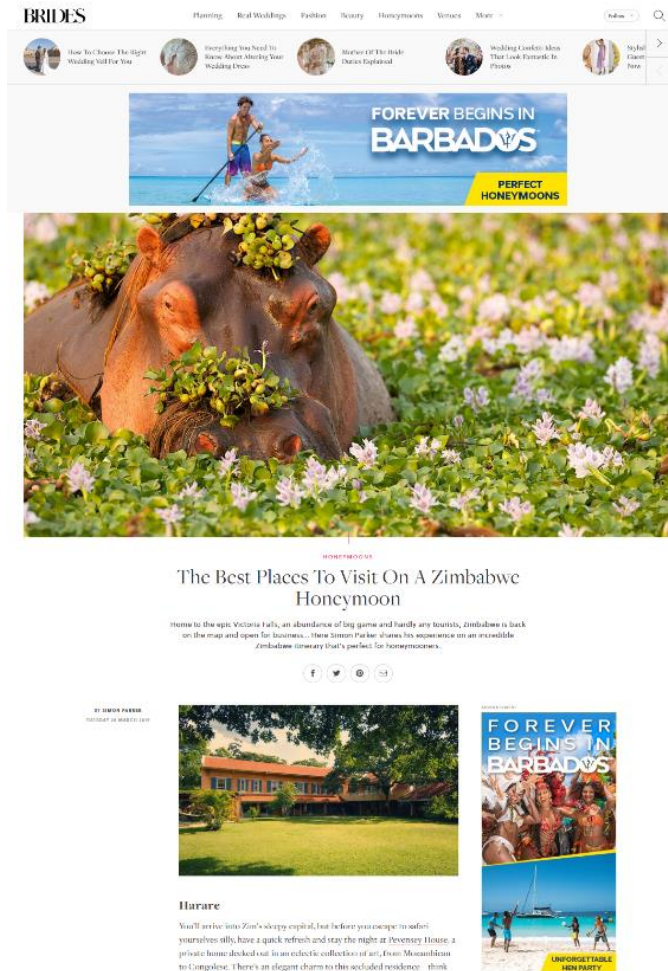 BRIDES
Planning Real Weddings Fashion Beauty Honeymoons Venues More
Follow
How To Choose The Right
Wedding Veil For You
Everything You Need To
Know About Altering Your
Wedding Dress
Mother Of The Bride
Duties Explained
Wedding Confetti Ideas
That Look Fantastic In
Photos
Stylish
Guest
Now
FOREVER BEGINS IN
BARBADOS
PERFECT
HONEYMOONS
HONEYMOONS
The Best Places To Visit On A Zimbabwe
Honeymoon
Home to the epic Victoria Falls, an abundance of big game and hardly any tourists, Zimbabwe is back
on the map and open for business... Here Simon Parker shares his experience on an incredible
Zimbabwe itinerary that's perfect for honeymooners.
BY SIMON PARKER
ADVERTISEMENT
FOREVER
BEGINS IN
BARBADOS
UNFORGETTABLE
HEN PARTY
Harare
You'll arrive into Zim's sleepy capital, but before you escape to safari
yourselves silly, have a quick refresh and stay the night at Pevensey House, a
private home decked out in an eclectic collection of art, from Mozambican
to Congolese. There's an elegant charm to this secluded residence – think